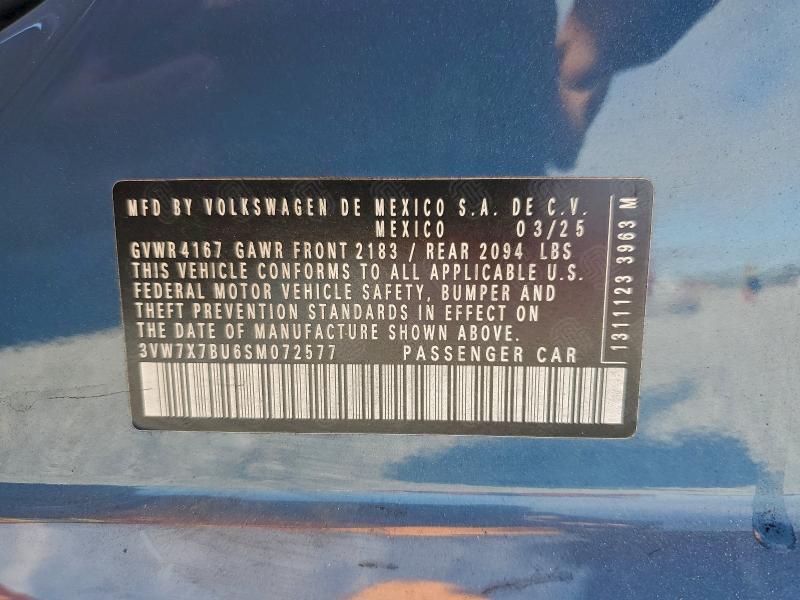 MFD BY VOLKSWAGEN DE MEXICO S.A. DE C.V.
MEXICO 03/25
GVWR 4167 GAWR FRONT 2183 / REAR 2094 LBS
THIS VEHICLE CONFORMS TO ALL APPLICABLE U.S.
FEDERAL MOTOR VEHICLE SAFETY, BUMPER AND
THEFT PREVENTION STANDARDS IN EFFECT ON
THE DATE OF MANUFACTURE SHOWN ABOVE.
3VW7X7BU6SM072577 PASSENGER CAR
1311123 3963 M